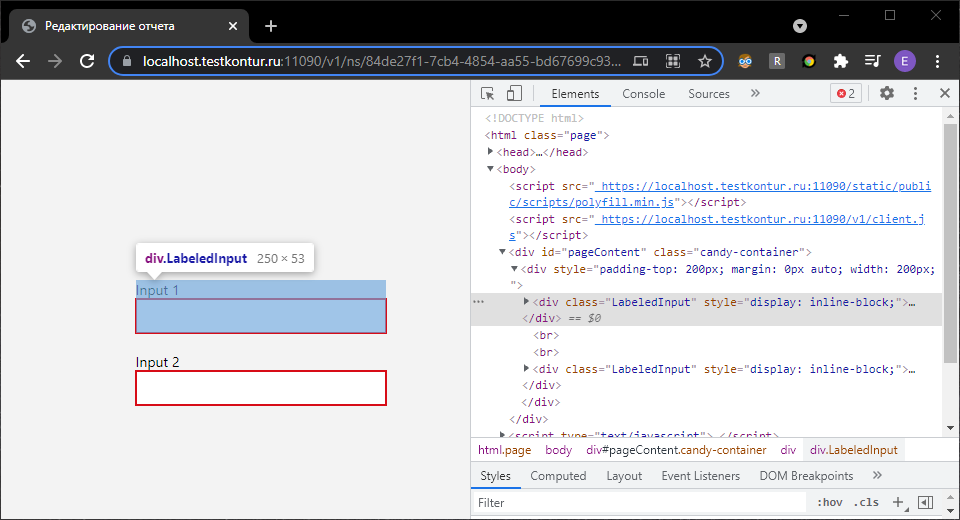 Редактирование отчета
localhost.testkontur.ru:11090/v1/ns/84de27f1-7cb4-4854-aa55-bd67699c93...
R
E
Elements
Console
Sources
»
2
<!DOCTYPE html>
<html class="page">
<head>…</head>
<body>
<script src=" https://localhost.testkontur.ru:11090/static/publi
c/scripts/polyfill.min.js"></script>
<script src=" https://localhost.testkontur.ru:11090/v1/client.j
s"></script>
<div id="pageContent" class="candy-container">
<div style="padding-top: 200px; margin: 0px auto; width: 200px;
">
<div class="LabeledInput" style="display: inline-block;">…
</div> == $0
<br>
<br>
<div class="LabeledInput" style="display: inline-block;">…
</div>
</div>
</div>
<script type="text/javascript"> </script>
div.LabeledInput 250 × 53
Input 1
Input 2
html.page body div#pageContent.candy-container div div.LabeledInput
Styles Computed Layout Event Listeners DOM Breakpoints »
Filter :hov .cls +